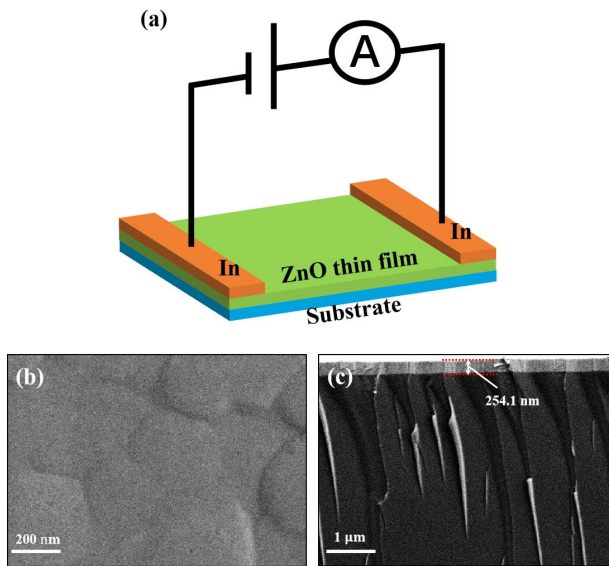 (a)
A
In
In
ZnO thin film
Substrate
(b)
200 nm
(c)
254.1 nm
1 μm